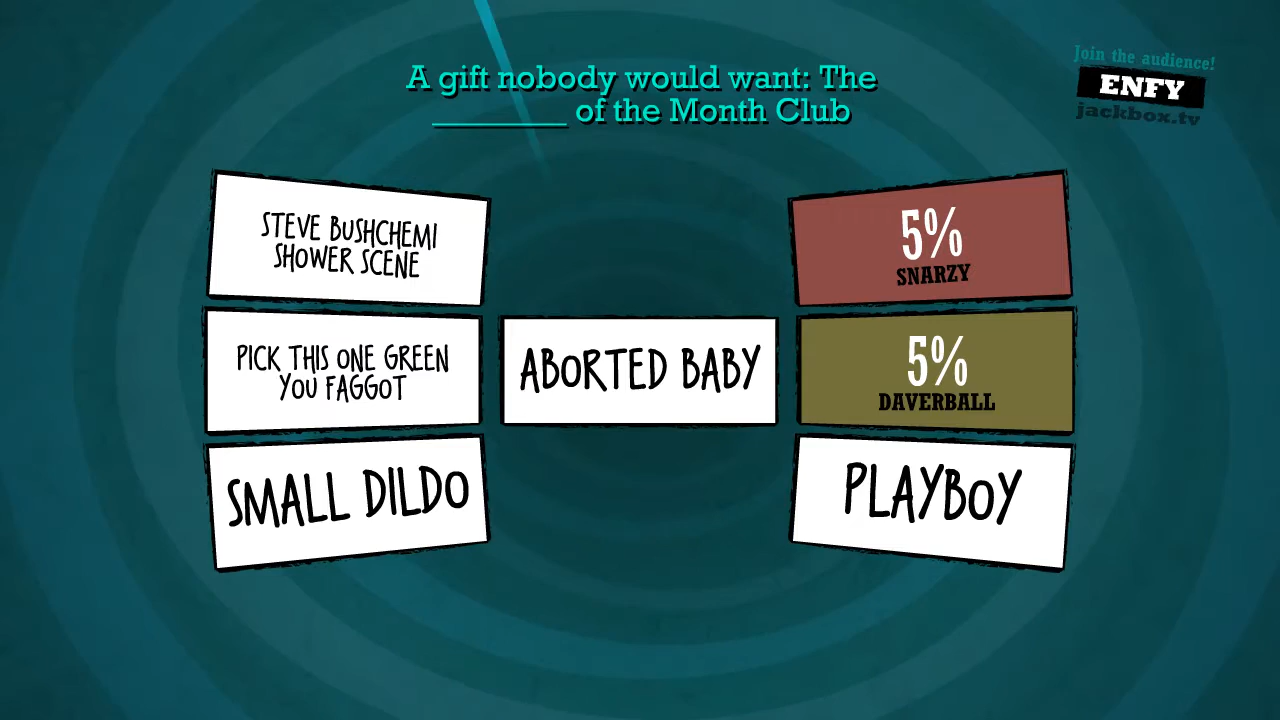 A gift nobody would want: The
________ of the Month Club
Join the audience!
ENFY
jackbox.tv
STEVE BUSHCHEMI
SHOWER SCENE
5%
SNARZY
PICK THIS ONE GREEN
YOU FAGGOT
ABORTED BABY
5%
DAVERBALL
SMALL DILDO
PLAYBOY